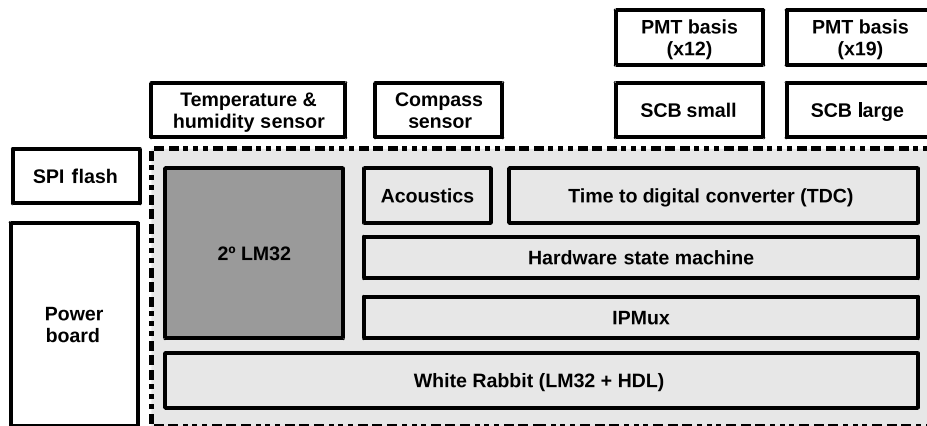 PMT basis
(x12)
PMT basis
(x19)
Temperature &
humidity sensor
Compass
sensor
SCB small
SCB large
SPI flash
Acoustics
Time to digital converter (TDC)
2º LM32
Hardware state machine
Power
board
IPMux
White Rabbit (LM32 + HDL)